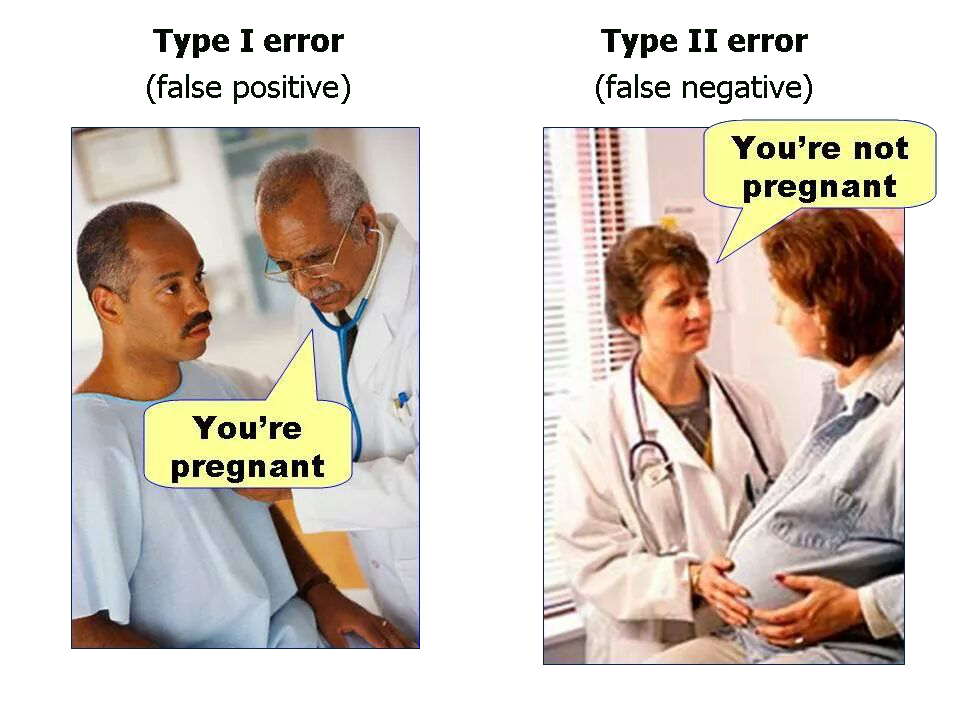 Type I error
(false positive)
You're
pregnant
Type II error
(false negative)
You're not
pregnant